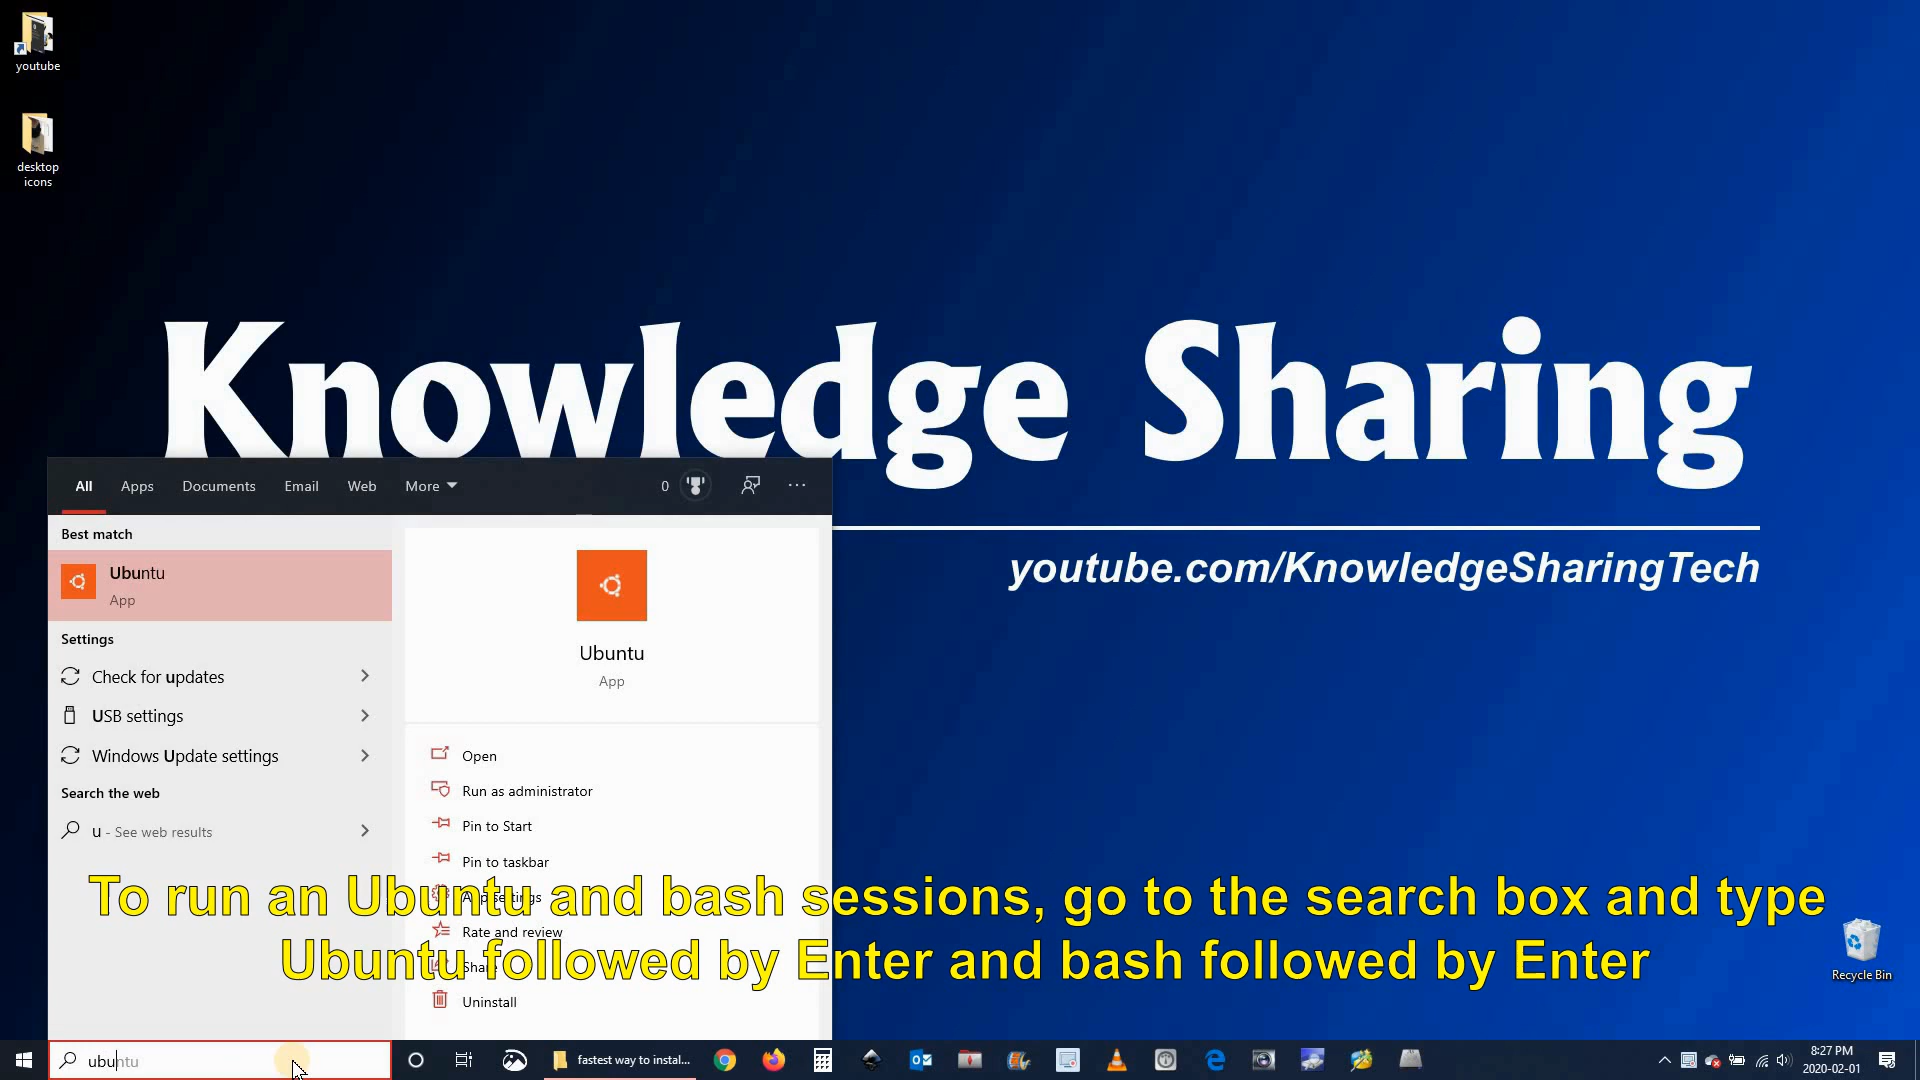 youtube
desktop
icons
Knowledge Sharing
youtube.com/KnowledgeSharingTech
All Apps Documents Email Web More 0
Best match
Ubuntu
App
Settings
Check for updates
USB settings
Windows Update settings
Search the web
u - See web results
Ubuntu
App
Open
Run as administrator
Pin to Start
Pin to taskbar
App settings
Rate and review
Share
Uninstall
To run an Ubuntu and bash sessions, go to the search box and type
Ubuntu followed by Enter and bash followed by Enter
Recycle Bin
ubuntu
fastest way to instal...
8:27 PM
2020-02-01